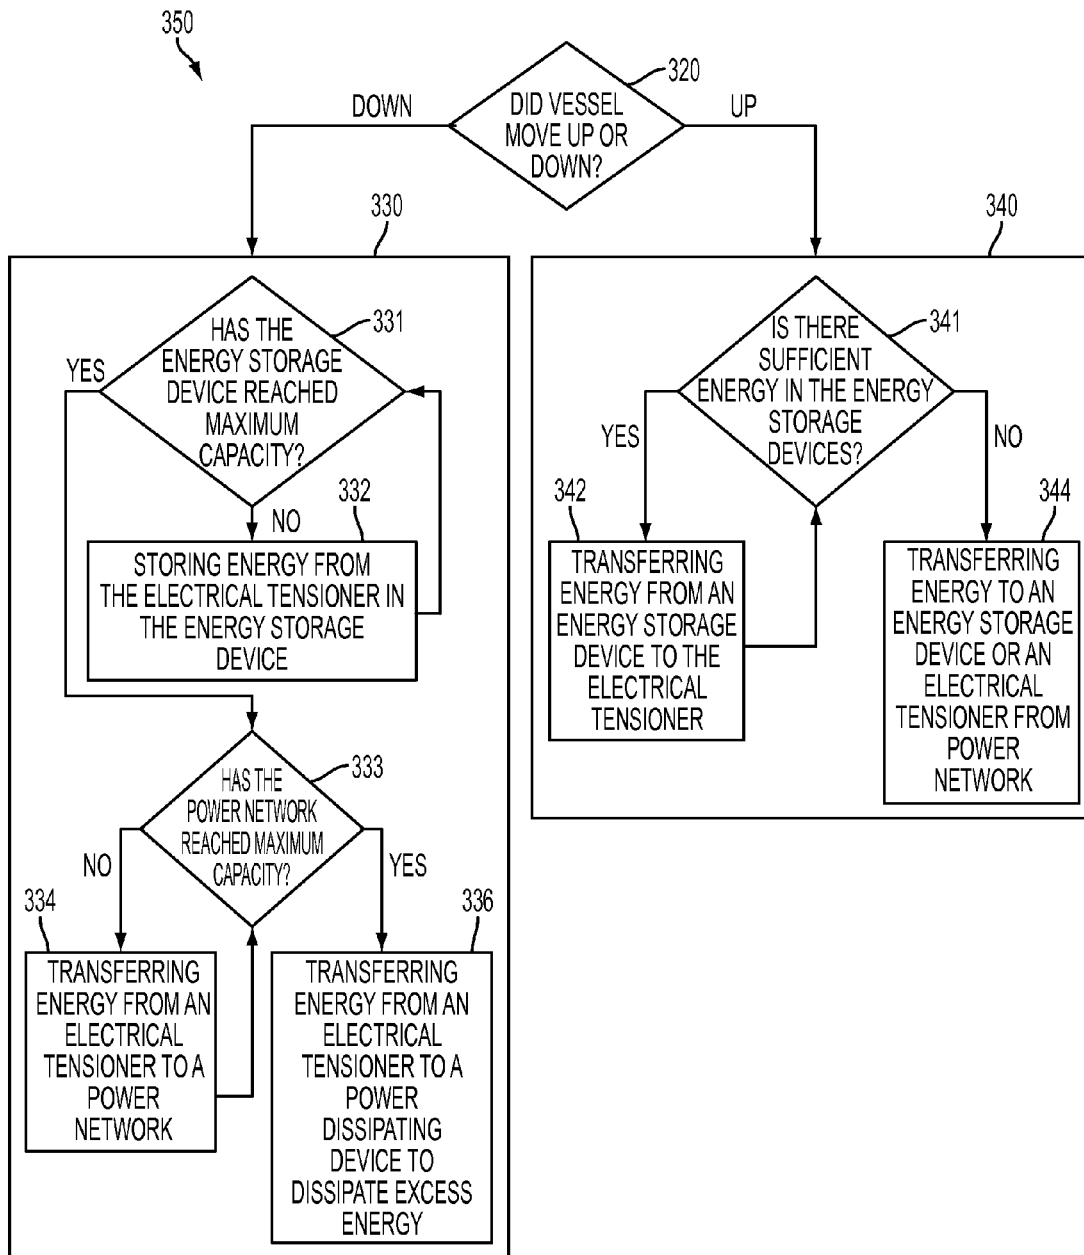 350
320
DID VESSEL
MOVE UP OR
DOWN?
DOWN
UP
330
331
HAS THE
ENERGY STORAGE
DEVICE REACHED
MAXIMUM
CAPACITY?
YES
NO
332
STORING ENERGY FROM
THE ELECTRICAL TENSIONER IN
THE ENERGY STORAGE
DEVICE
333
HAS THE
POWER NETWORK
REACHED MAXIMUM
CAPACITY?
NO
YES
334
TRANSFERRING
ENERGY FROM AN
ELECTRICAL
TENSIONER TO A
POWER
NETWORK
336
TRANSFERRING
ENERGY FROM AN
ELECTRICAL
TENSIONER TO A
POWER
DISSIPATING
DEVICE TO
DISSIPATE EXCESS
ENERGY
340
341
IS THERE
SUFFICIENT
ENERGY IN THE ENERGY
STORAGE
DEVICES?
YES
NO
342
TRANSFERRING
ENERGY FROM AN
ENERGY STORAGE
DEVICE TO THE
ELECTRICAL
TENSIONER
344
TRANSFERRING
ENERGY TO AN
ENERGY STORAGE
DEVICE OR AN
ELECTRICAL
TENSIONER FROM
POWER
NETWORK